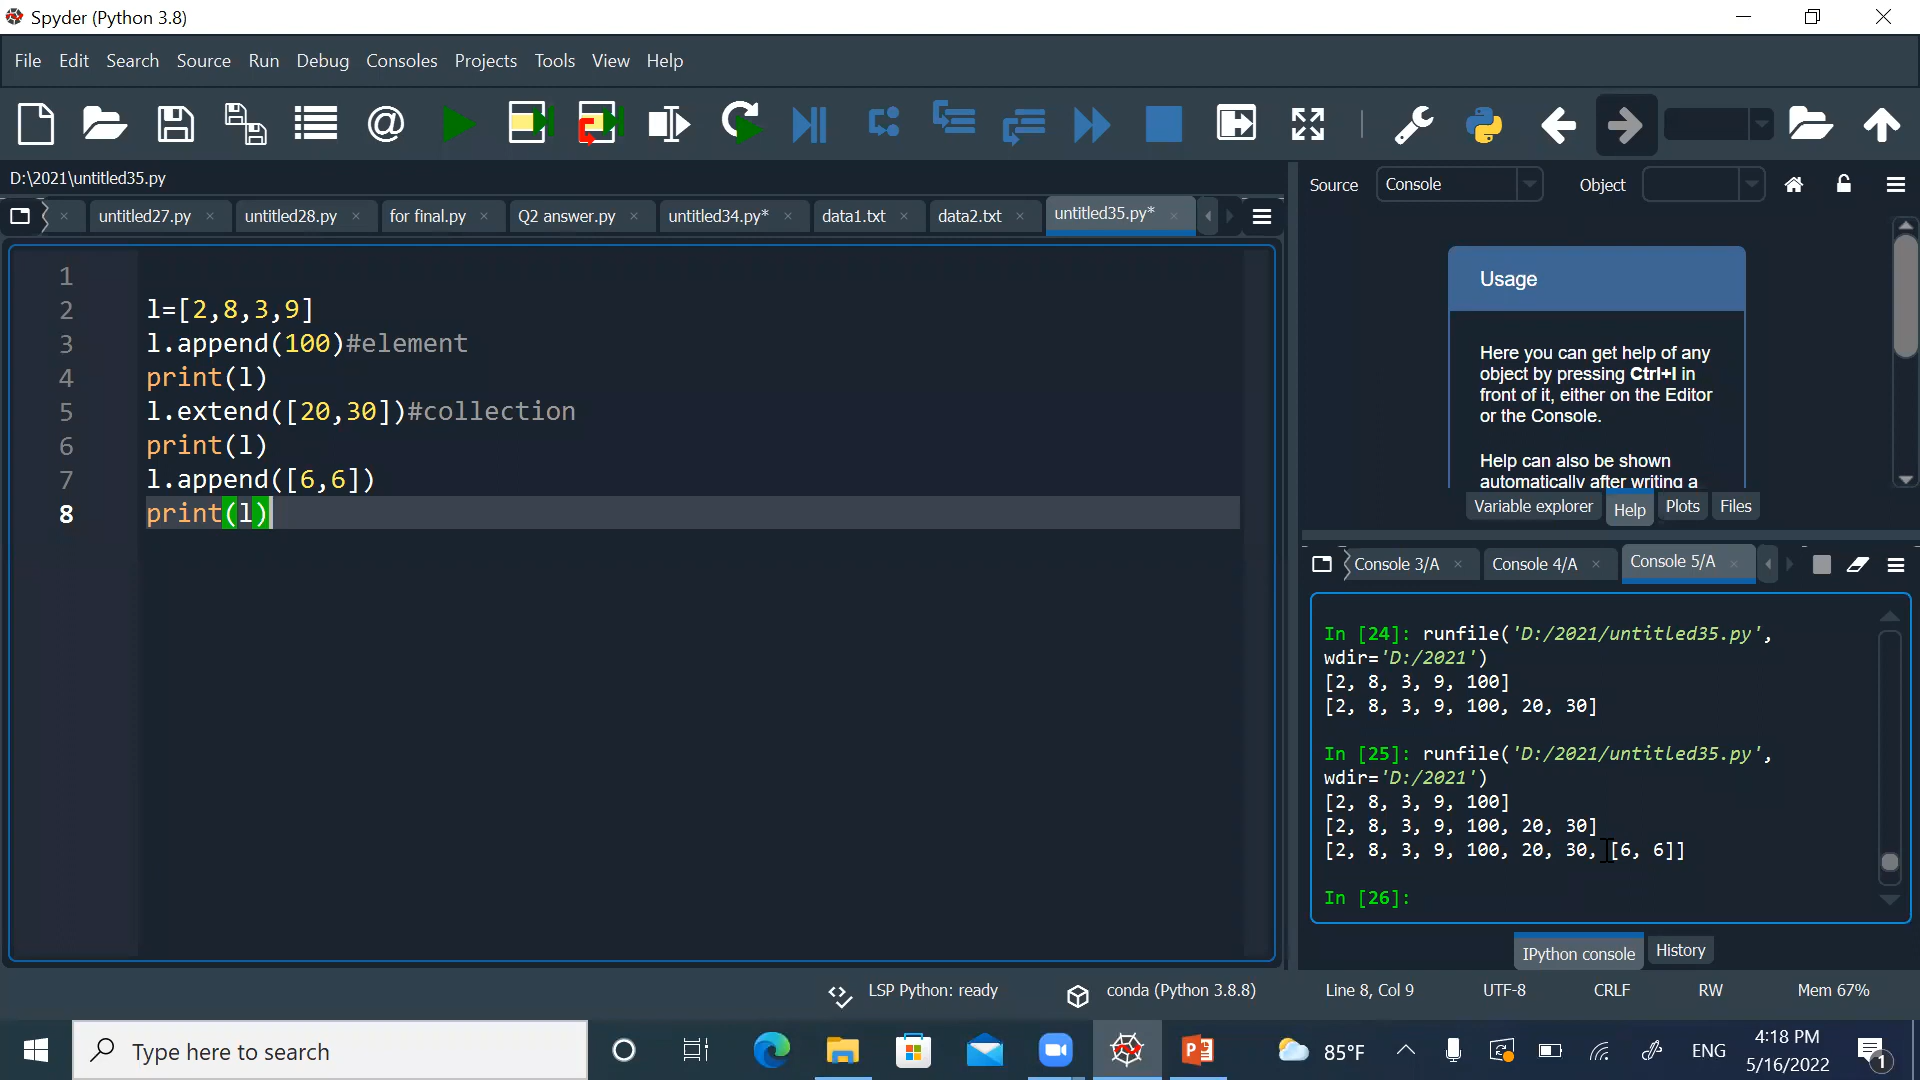 Spyder (Python 3.8)
File Edit Search Source Run Debug Consoles Projects Tools View Help
D:\2021\untitled35.py
untitled27.py untitled28.py for final.py Q2 answer.py untitled34.py* data1.txt data2.txt untitled35.py*
1
2 l=[2,8,3,9]
3 l.append(100)#element
4 print(l)
5 l.extend([20,30])#collection
6 print(l)
7 l.append([6,6])
8 print(l)
Source Console Object
Usage
Here you can get help of any
object by pressing Ctrl+I in
front of it, either on the Editor
or the Console.
Help can also be shown
automatically after writing a
Variable explorer Help Plots Files
Console 3/A Console 4/A Console 5/A
In [24]: runfile('D:/2021/untitled35.py',
wdir='D:/2021')
[2, 8, 3, 9, 100]
[2, 8, 3, 9, 100, 20, 30]
In [25]: runfile('D:/2021/untitled35.py',
wdir='D:/2021')
[2, 8, 3, 9, 100]
[2, 8, 3, 9, 100, 20, 30]
[2, 8, 3, 9, 100, 20, 30, [6, 6]]
In [26]:
IPython console History
LSP Python: ready conda (Python 3.8.8) Line 8, Col 9 UTF-8 CRLF RW Mem 67%
Type here to search
85°F ENG
4:18 PM
5/16/2022
1